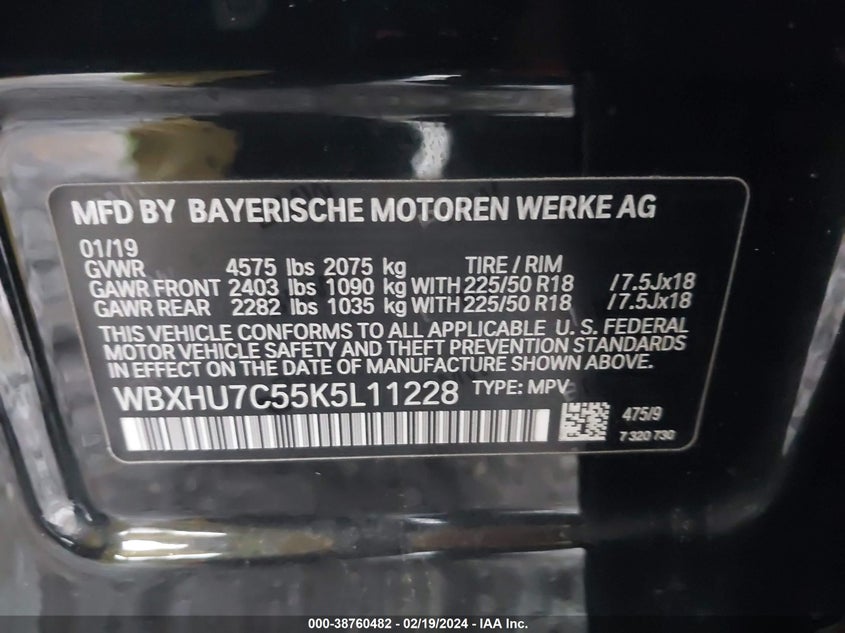 MFD BY BAYERISCHE MOTOREN WERKE AG
01/19
GVWR 4575 lbs 2075 kg TIRE / RIM
GAWR FRONT 2403 lbs 1090 kg WITH 225/50 R18 /7.5Jx18
GAWR REAR 2282 lbs 1035 kg WITH 225/50 R18 /7.5Jx18
THIS VEHICLE CONFORMS TO ALL APPLICABLE U. S. FEDERAL
MOTOR VEHICLE SAFETY AND THEFT PREVENTION STANDARDS
IN EFFECT ON THE DATE OF MANUFACTURE SHOWN ABOVE.
WBXHU7C55K5L11228 TYPE: MPV
475/9
7 320 730
000-38760482 - 02/19/2024 - IAA Inc.